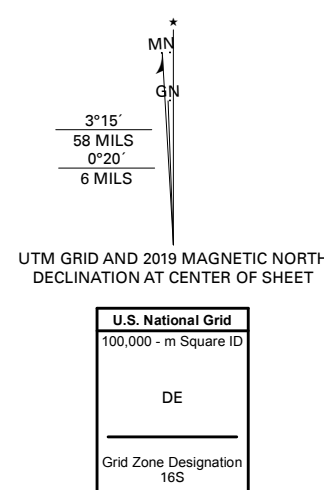 ★
MN
GN
3°15´
58 MILS
0°20´
6 MILS
UTM GRID AND 2019 MAGNETIC NORTH
DECLINATION AT CENTER OF SHEET
U.S. National Grid
100,000 - m Square ID
DE
Grid Zone Designation
16S